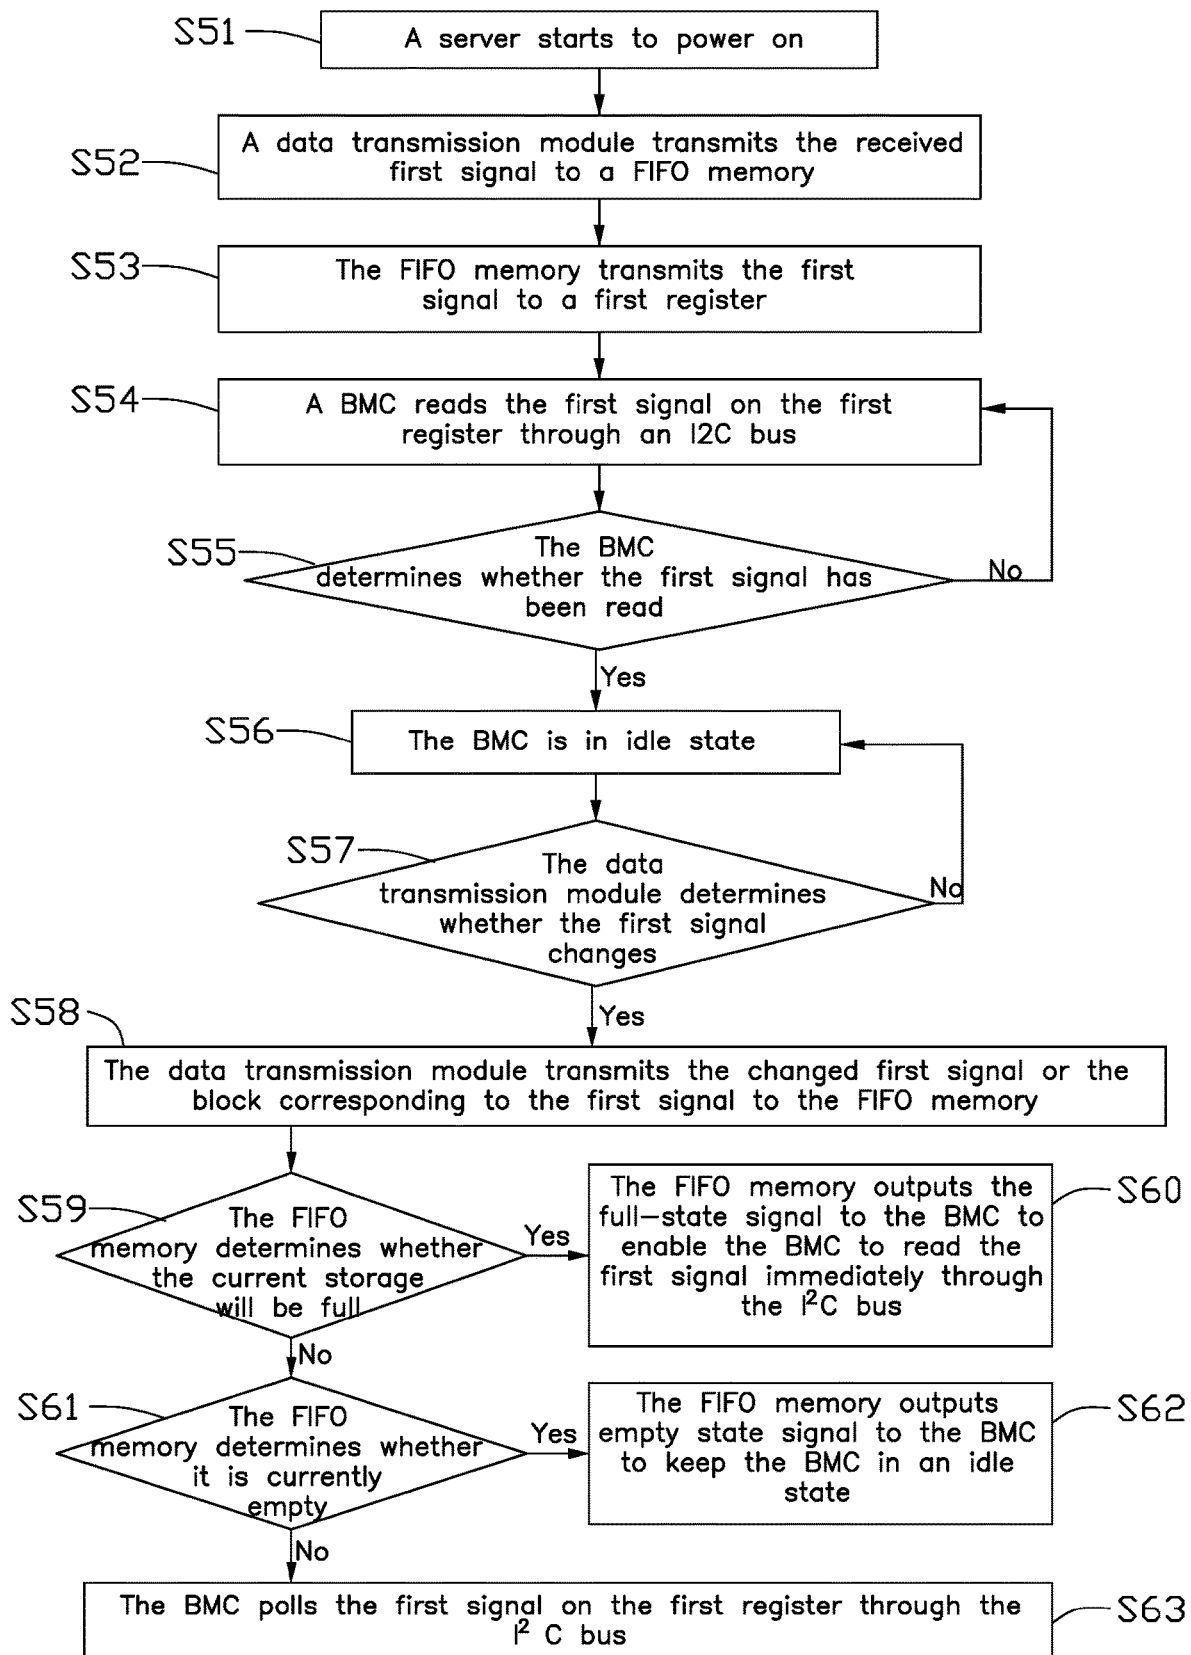 S51
A server starts to power on
S52
A data transmission module transmits the received
first signal to a FIFO memory
S53
The FIFO memory transmits the first
signal to a first register
S54
A BMC reads the first signal on the first
register through an I2C bus
S55
The BMC
determines whether the first signal has
been read
No
Yes
S56
The BMC is in idle state
S57
The data
transmission module determines
whether the first signal
changes
No
Yes
S58
The data transmission module transmits the changed first signal or the
block corresponding to the first signal to the FIFO memory
S59
The FIFO
memory determines whether
the current storage
will be full
Yes
The FIFO memory outputs the
full-state signal to the BMC to
enable the BMC to read the
first signal immediately through
the I²C bus
S60
No
S61
The FIFO
memory determines whether
it is currently
empty
Yes
The FIFO memory outputs
empty state signal to the BMC
to keep the BMC in an idle
state
S62
No
The BMC polls the first signal on the first register through the
I² C bus
S63